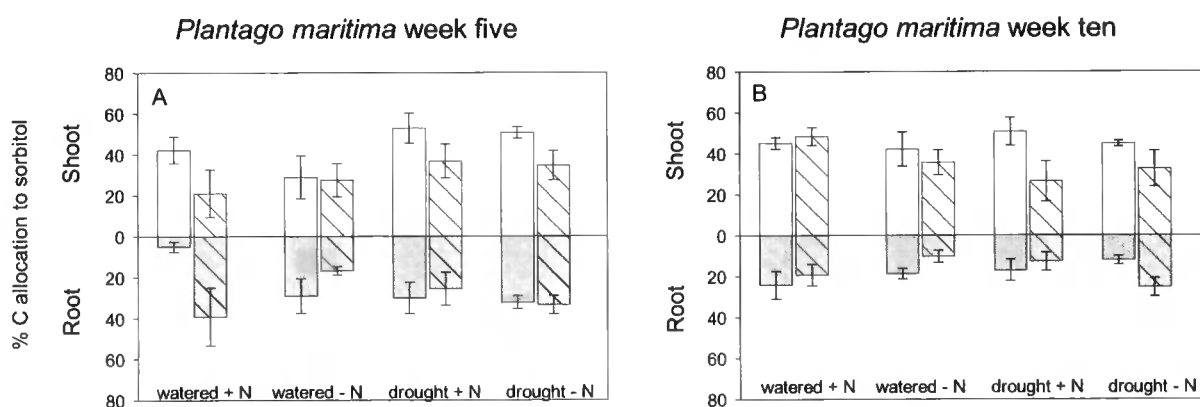 Plantago maritima week five
Plantago maritima week ten
% C allocation to sorbitol
Shoot
Root
A
80
60
40
20
0
20
40
60
80
watered + N
watered - N
drought + N
drought - N
Shoot
Root
B
80
60
40
20
0
20
40
60
80
watered + N
watered - N
drought + N
drought - N